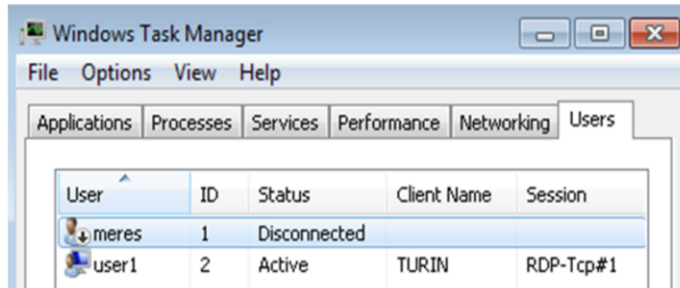 Windows Task Manager
File Options View Help
Applications Processes Services Performance Networking Users
User ID Status Client Name Session
meres 1 Disconnected
user1 2 Active TURIN RDP-Tcp#1